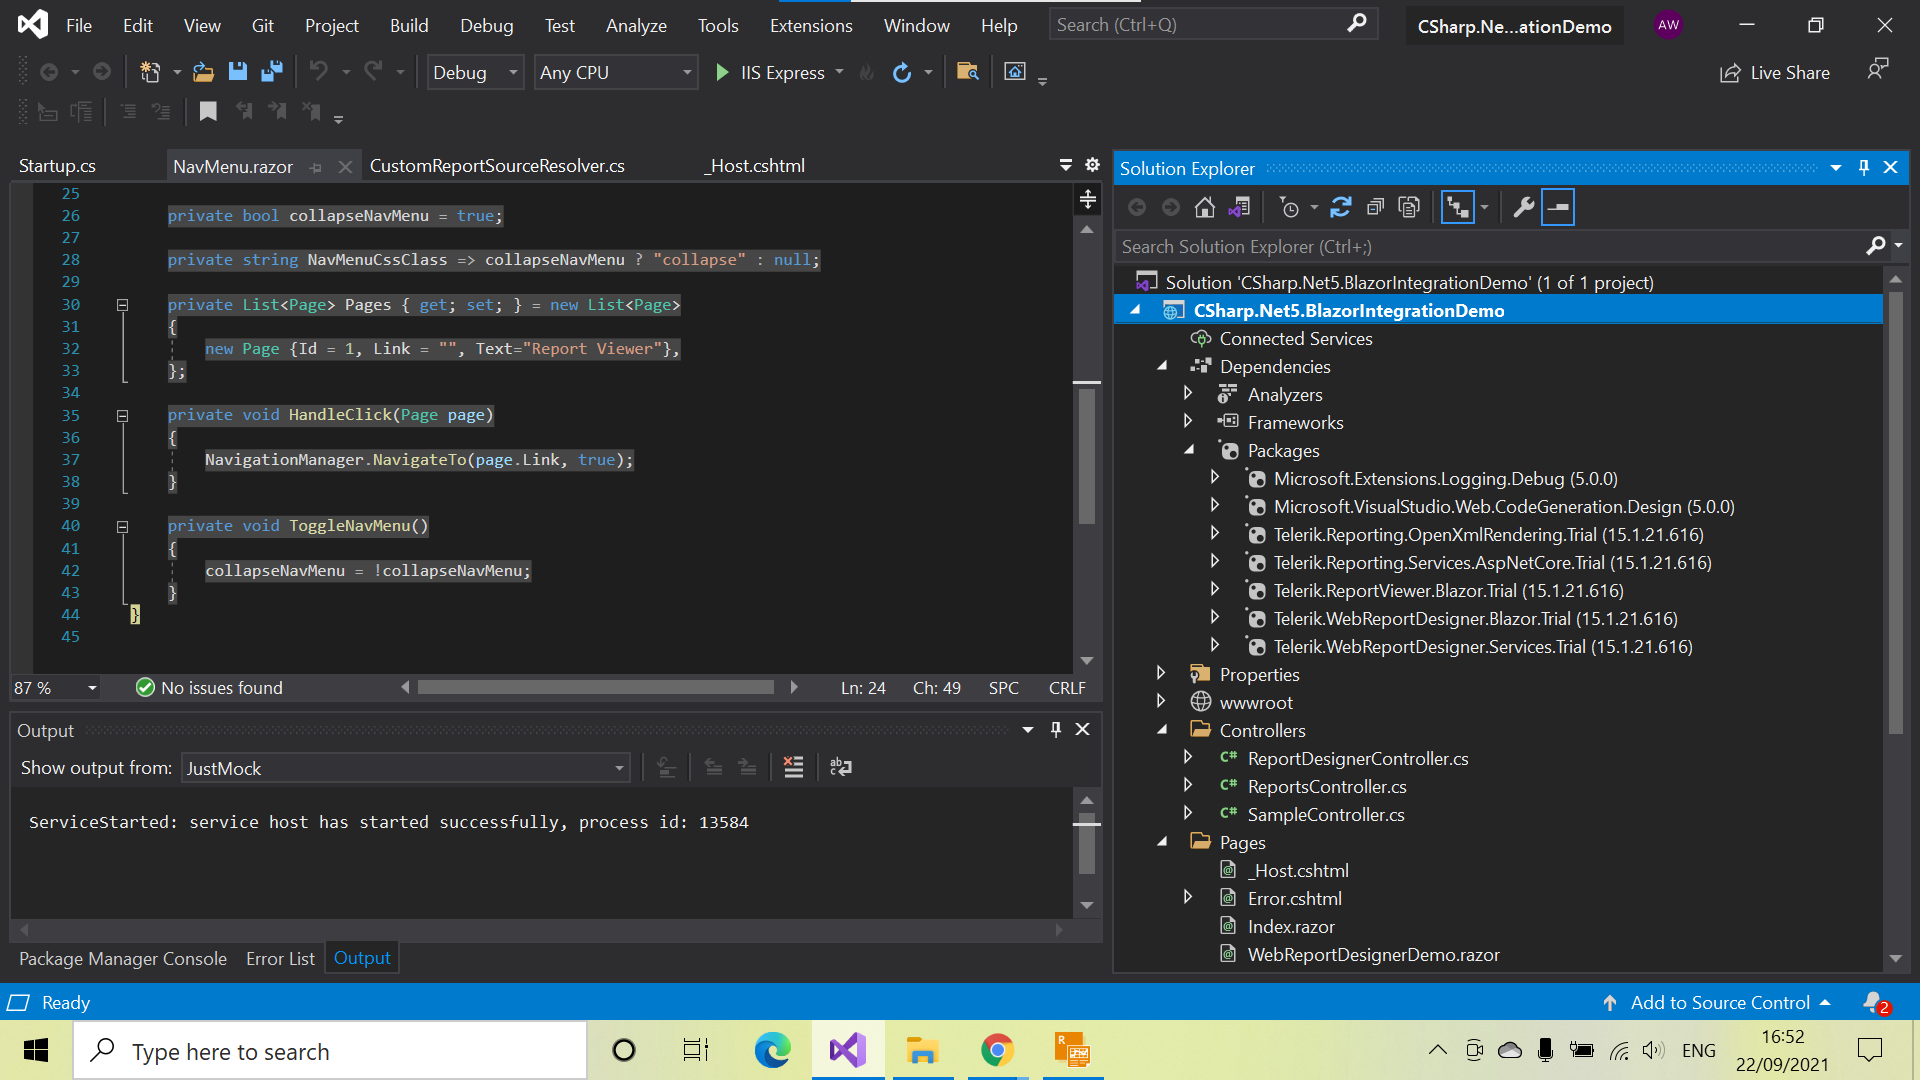 File Edit View Git Project Build Debug Test Analyze Tools Extensions Window Help Search (Ctrl+Q) CSharp.Ne...ationDemo AW
Debug Any CPU IIS Express Live Share
Startup.cs NavMenu.razor CustomReportSourceResolver.cs _Host.cshtml
25
26 private bool collapseNavMenu = true;
27
28 private string NavMenuCssClass => collapseNavMenu ? "collapse" : null;
29
30 private List<Page> Pages { get; set; } = new List<Page>
31 {
32 new Page {Id = 1, Link = "", Text="Report Viewer"},
33 };
34
35 private void HandleClick(Page page)
36 {
37 NavigationManager.NavigateTo(page.Link, true);
38 }
39
40 private void ToggleNavMenu()
41 {
42 collapseNavMenu = !collapseNavMenu;
43 }
44 }
45
87 % No issues found Ln: 24 Ch: 49 SPC CRLF
Output
Show output from: JustMock
ServiceStarted: service host has started successfully, process id: 13584
Package Manager Console Error List Output
Solution Explorer
Search Solution Explorer (Ctrl+;)
Solution 'CSharp.Net5.BlazorIntegrationDemo' (1 of 1 project)
CSharp.Net5.BlazorIntegrationDemo
Connected Services
Dependencies
Analyzers
Frameworks
Packages
Microsoft.Extensions.Logging.Debug (5.0.0)
Microsoft.VisualStudio.Web.CodeGeneration.Design (5.0.0)
Telerik.Reporting.OpenXmlRendering.Trial (15.1.21.616)
Telerik.Reporting.Services.AspNetCore.Trial (15.1.21.616)
Telerik.ReportViewer.Blazor.Trial (15.1.21.616)
Telerik.WebReportDesigner.Blazor.Trial (15.1.21.616)
Telerik.WebReportDesigner.Services.Trial (15.1.21.616)
Properties
wwwroot
Controllers
C# ReportDesignerController.cs
C# ReportsController.cs
C# SampleController.cs
Pages
_Host.cshtml
Error.cshtml
Index.razor
WebReportDesignerDemo.razor
Ready Add to Source Control 2
Type here to search R ENG 16:52
22/09/2021